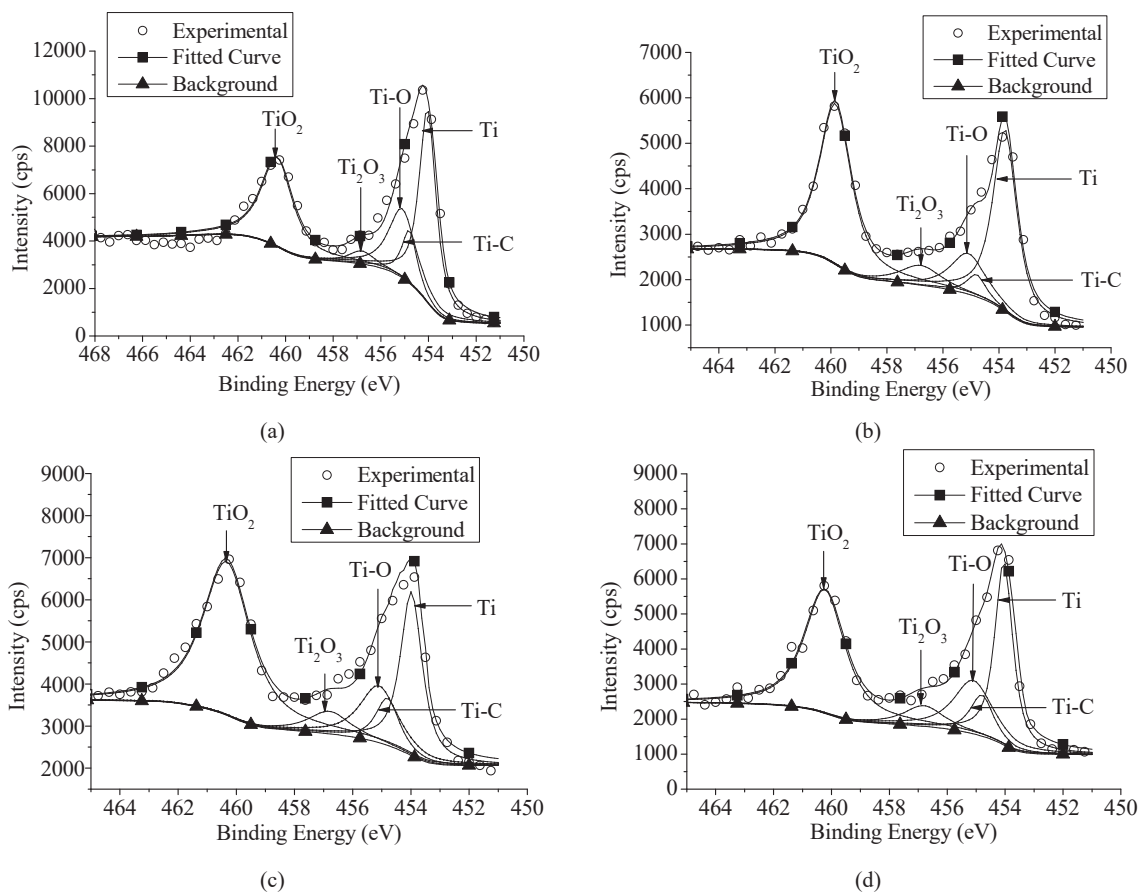 Experimental
Fitted Curve
Background
12000
10000
8000
6000
4000
2000
0
Intensity (cps)
TiO2
Ti2O3
Ti-O
Ti
Ti-C
468 466 464 462 460 458 456 454 452 450
Binding Energy (eV)
(a)
Experimental
Fitted Curve
Background
7000
6000
5000
4000
3000
2000
1000
Intensity (cps)
TiO2
Ti2O3
Ti-O
Ti
Ti-C
464 462 460 458 456 454 452 450
Binding Energy (eV)
(b)
Experimental
Fitted Curve
Background
9000
8000
7000
6000
5000
4000
3000
2000
Intensity (cps)
TiO2
Ti2O3
Ti-O
Ti
Ti-C
464 462 460 458 456 454 452 450
Binding Energy (eV)
(c)
Experimental
Fitted Curve
Background
9000
8000
7000
6000
5000
4000
3000
2000
1000
0
Intensity (cps)
TiO2
Ti2O3
Ti-O
Ti
Ti-C
464 462 460 458 456 454 452 450
Binding Energy (eV)
(d)